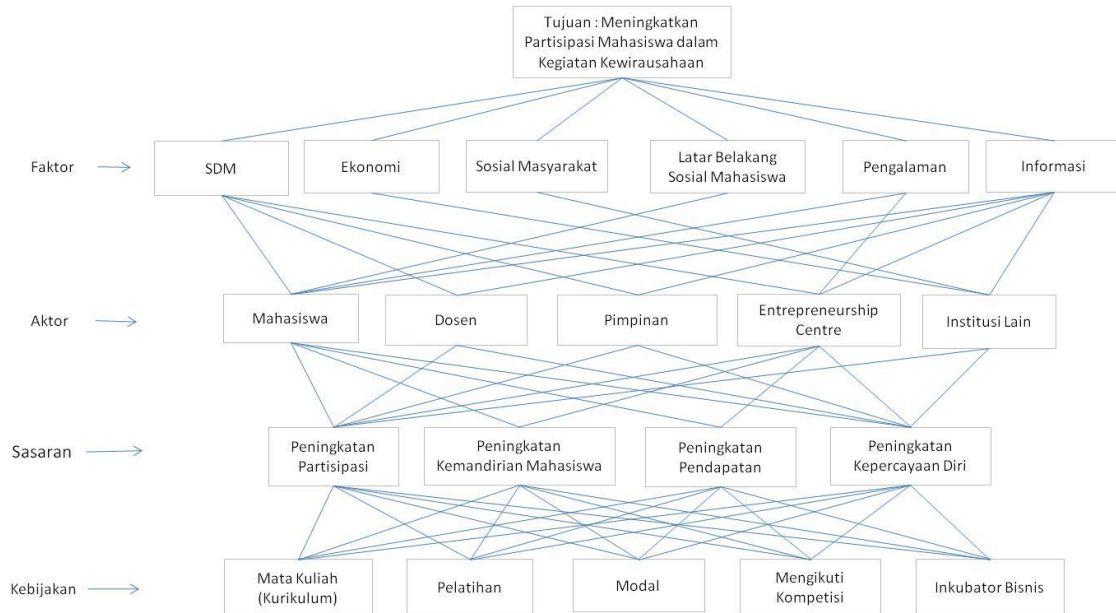 Tujuan : Meningkatkan
Partisipasi Mahasiswa dalam
Kegiatan Kewirausahaan
Faktor
SDM
Ekonomi
Sosial Masyarakat
Latar Belakang
Sosial Mahasiswa
Pengalaman
Informasi
Aktor
Mahasiswa
Dosen
Pimpinan
Entrepreneurship
Centre
Institusi Lain
Sasaran
Peningkatan
Partisipasi
Peningkatan
Kemandirian Mahasiswa
Peningkatan
Pendapatan
Peningkatan
Kepercayaan Diri
Kebijakan
Mata Kuliah
(Kurikulum)
Pelatihan
Modal
Mengikuti
Kompetisi
Inkubator Bisnis